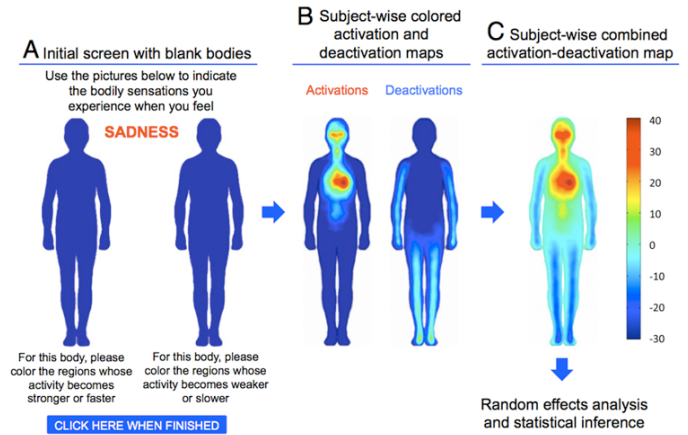 A Initial screen with blank bodies
Use the pictures below to indicate
the bodily sensations you
experience when you feel
SADNESS
For this body, please
color the regions whose
activity becomes
stronger or faster
For this body, please
color the regions whose
activity becomes weaker
or slower
CLICK HERE WHEN FINISHED
B Subject-wise colored
activation and
deactivation maps
Activations
Deactivations
C Subject-wise combined
activation-deactivation map
40
30
20
10
0
-10
-20
-30
Random effects analysis
and statistical inference